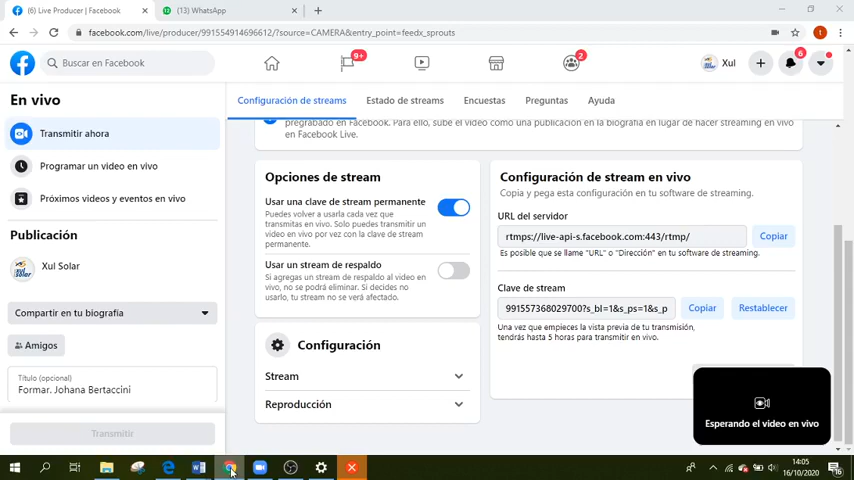 (6) Live Producer | Facebook
(13) WhatsApp
facebook.com/live/producer/991554914696612/?source=CAMERA&entry_point=feedx_sprouts
Buscar en Facebook
9+
2
Xul
6
En vivo
Transmitir ahora
Programar un video en vivo
Próximos videos y eventos en vivo
Publicación
Xul Solar
Compartir en tu biografía
Amigos
Título (opcional)
Formar. Johana Bertaccini
Transmitir
Configuración de streams
Estado de streams
Encuestas
Preguntas
Ayuda
pregrabado en Facebook. Para ello, sube el video como una publicación en la biografía en lugar de hacer streaming en vivo
en Facebook Live.
Opciones de stream
Usar una clave de stream permanente
Puedes volver a usarla cada vez que
transmitas en vivo. Solo puedes transmitir un
video en vivo por vez con la clave de stream
permanente.
Usar un stream de respaldo
Si agregas un stream de respaldo al video en
vivo, no se podrá eliminar. Si decides no
usarlo, tu stream no se verá afectado.
Configuración
Stream
Reproducción
Configuración de stream en vivo
Copia y pega esta configuración en tu software de streaming.
URL del servidor
rtmps://live-api-s.facebook.com:443/rtmp/
Copiar
Es posible que se llame "URL" o "Dirección" en tu software de streaming.
Clave de stream
991557368029700?s_bl=1&s_ps=1&s_p
Copiar
Restablecer
Una vez que empieces la vista previa de tu transmisión,
tendrás hasta 5 horas para transmitir en vivo.
Esperando el video en vivo
14:05
16/10/2020